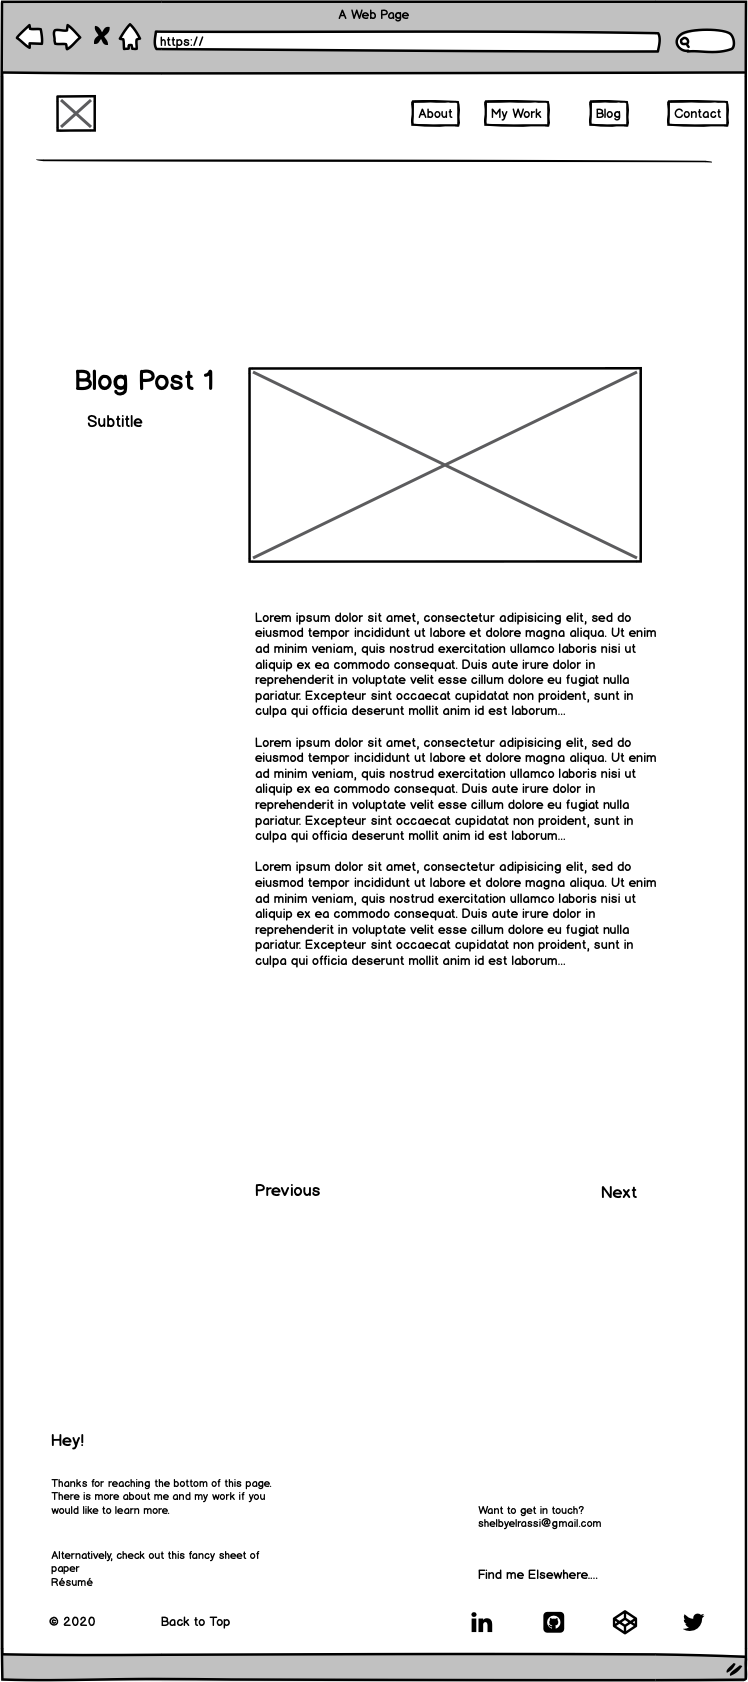 A Web Page
https://
About
My Work
Blog
Contact
Blog Post 1
Subtitle
Lorem ipsum dolor sit amet, consectetur adipisicing elit, sed do
eiusmod tempor incididunt ut labore et dolore magna aliqua. Ut enim
ad minim veniam, quis nostrud exercitation ullamco laboris nisi ut
aliquip ex ea commodo consequat. Duis aute irure dolor in
reprehenderit in voluptate velit esse cillum dolore eu fugiat nulla
pariatur. Excepteur sint occaecat cupidatat non proident, sunt in
culpa qui officia deserunt mollit anim id est laborum...
Lorem ipsum dolor sit amet, consectetur adipisicing elit, sed do
eiusmod tempor incididunt ut labore et dolore magna aliqua. Ut enim
ad minim veniam, quis nostrud exercitation ullamco laboris nisi ut
aliquip ex ea commodo consequat. Duis aute irure dolor in
reprehenderit in voluptate velit esse cillum dolore eu fugiat nulla
pariatur. Excepteur sint occaecat cupidatat non proident, sunt in
culpa qui officia deserunt mollit anim id est laborum...
Lorem ipsum dolor sit amet, consectetur adipisicing elit, sed do
eiusmod tempor incididunt ut labore et dolore magna aliqua. Ut enim
ad minim veniam, quis nostrud exercitation ullamco laboris nisi ut
aliquip ex ea commodo consequat. Duis aute irure dolor in
reprehenderit in voluptate velit esse cillum dolore eu fugiat nulla
pariatur. Excepteur sint occaecat cupidatat non proident, sunt in
culpa qui officia deserunt mollit anim id est laborum...
Previous
Next
Hey!
Thanks for reaching the bottom of this page.
There is more about me and my work if you
would like to learn more.
Alternatively, check out this fancy sheet of
paper
Résumé
Want to get in touch?
shelbyelrassi@gmail.com
Find me Elsewhere....
© 2020
Back to Top
in